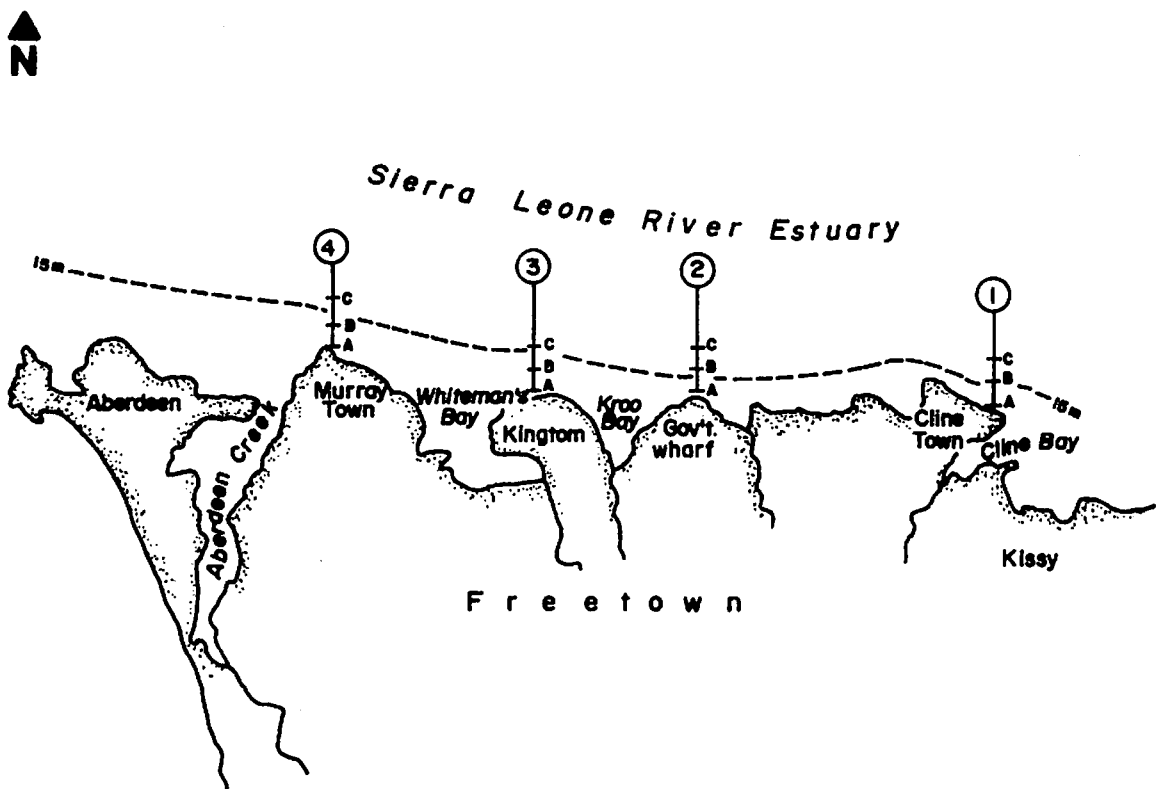 N
Sierra Leone River Estuary
4
3
2
1
15m
C
B
A
C
B
A
C
B
A
C
B
A
15m
Aberdeen
Aberdeen Creek
Murray
Town
Whiteman's
Bay
Kingtom
Kroo
Bay
Gov't
wharf
Cline
Town
Cline Bay
Kissy
Freetown